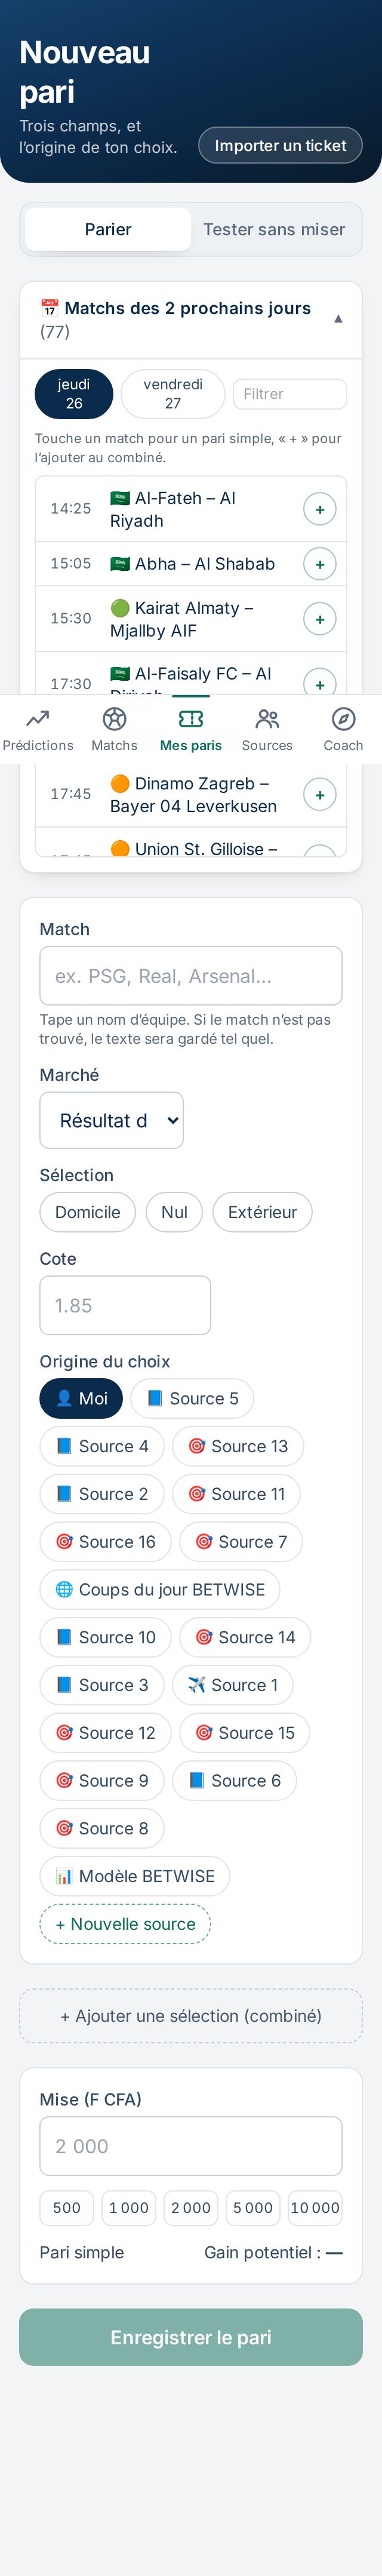 Nouveau
pari
Trois champs, et
l’origine de ton choix.
Importer un ticket
Parier
Tester sans miser
Matchs des 2 prochains jours
(77)
jeudi
26
vendredi
27
Filtrer
Touche un match pour un pari simple, « + » pour
l’ajouter au combiné.
14:25 Al-Fateh – Al
Riyadh +
15:05 Abha – Al Shabab +
15:30 Kairat Almaty –
Mjallby AIF +
17:30 Al-Faisaly FC – Al
+
Prédictions
Matchs
Mes paris
Sources
Coach
17:45 Dinamo Zagreb –
Bayer 04 Leverkusen +
Union St. Gilloise –
Match
ex. PSG, Real, Arsenal...
Tape un nom d’équipe. Si le match n’est pas
trouvé, le texte sera gardé tel quel.
Marché
Résultat d
Sélection
Domicile
Nul
Extérieur
Cote
1.85
Origine du choix
Moi
Source 5
Source 4
Source 13
Source 2
Source 11
Source 16
Source 7
Coups du jour BETWISE
Source 10
Source 14
Source 3
Source 1
Source 12
Source 15
Source 9
Source 6
Source 8
Modèle BETWISE
+ Nouvelle source
+ Ajouter une sélection (combiné)
Mise (F CFA)
2 000
500
1 000
2 000
5 000
10 000
Pari simple
Gain potentiel : —
Enregistrer le pari